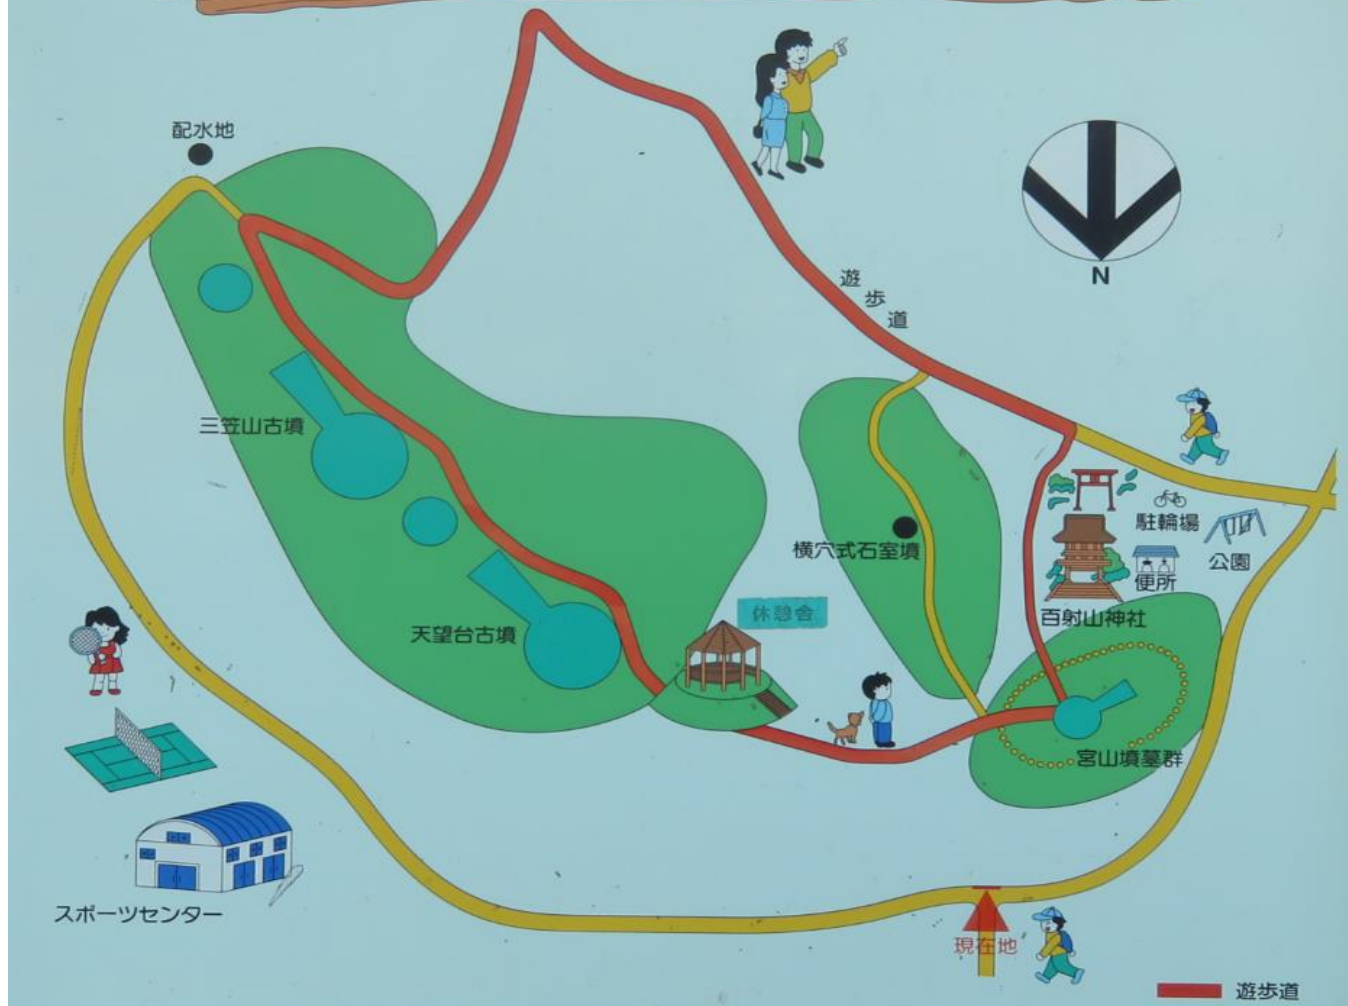 配水地
N
遊歩道
三笠山古墳
駐輪場
横穴式石室墳
公園
便所
休憩舎
百射山神社
天望台古墳
宮山墳墓群
スポーツセンター
現在地
遊歩道